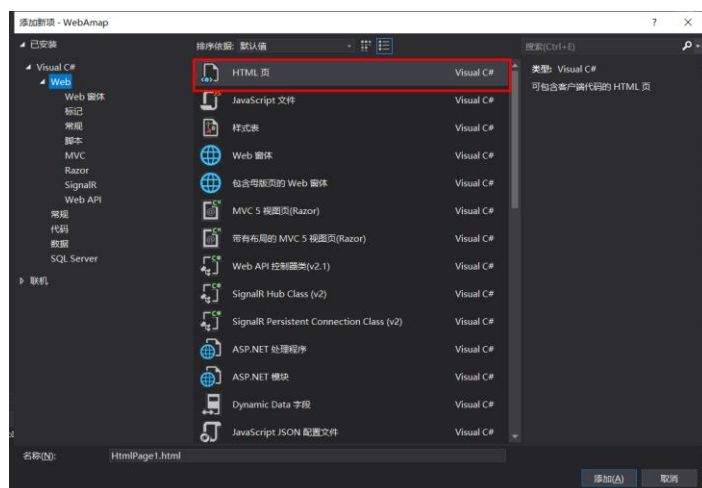 添加新项 - WebAmap
? ×
已安装
排序依据: 默认值
搜索(Ctrl+E)
Visual C#
Web
Web 窗体
标记
常规
脚本
MVC
Razor
SignalR
Web API
常规
代码
数据
SQL Server
联机
HTML 页 Visual C#
JavaScript 文件 Visual C#
样式表 Visual C#
Web 窗体 Visual C#
包含母版页的 Web 窗体 Visual C#
MVC 5 视图页(Razor) Visual C#
带有布局的 MVC 5 视图页(Razor) Visual C#
Web API 控制器类(v2.1) Visual C#
SignalR Hub Class (v2) Visual C#
SignalR Persistent Connection Class (v2) Visual C#
ASP.NET 处理程序 Visual C#
ASP.NET 模块 Visual C#
Dynamic Data 字段 Visual C#
JavaScript JSON 配置文件 Visual C#
类型: Visual C#
可包含客户端代码的 HTML 页
名称(N): HtmlPage1.html
添加(A) 取消